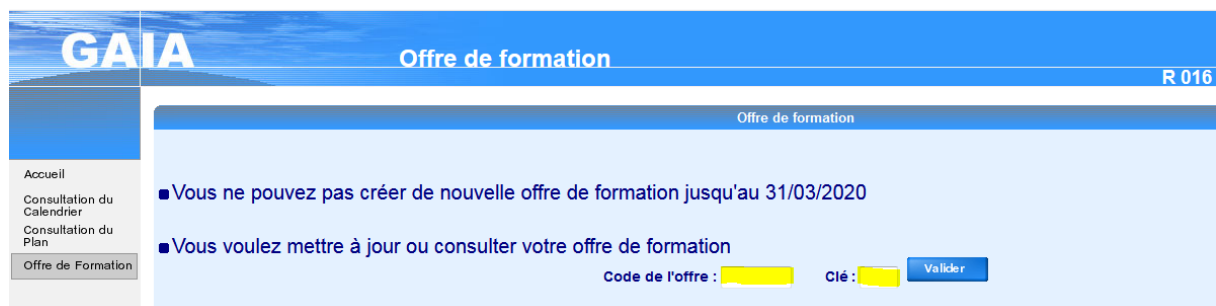 GAIA
Offre de formation
R 016
Offre de formation
Accueil
Consultation du
Calendrier
Consultation du
Plan
Offre de Formation
Vous ne pouvez pas créer de nouvelle offre de formation jusqu'au 31/03/2020
Vous voulez mettre à jour ou consulter votre offre de formation
Code de l'offre : Clé : Valider